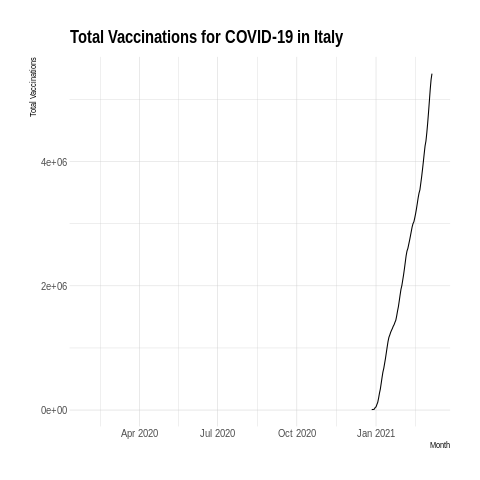 Total Vaccinations for COVID-19 in Italy
Total Vaccinations
4e+06
2e+06
0e+00
Apr 2020 Jul 2020 Oct 2020 Jan 2021
Month